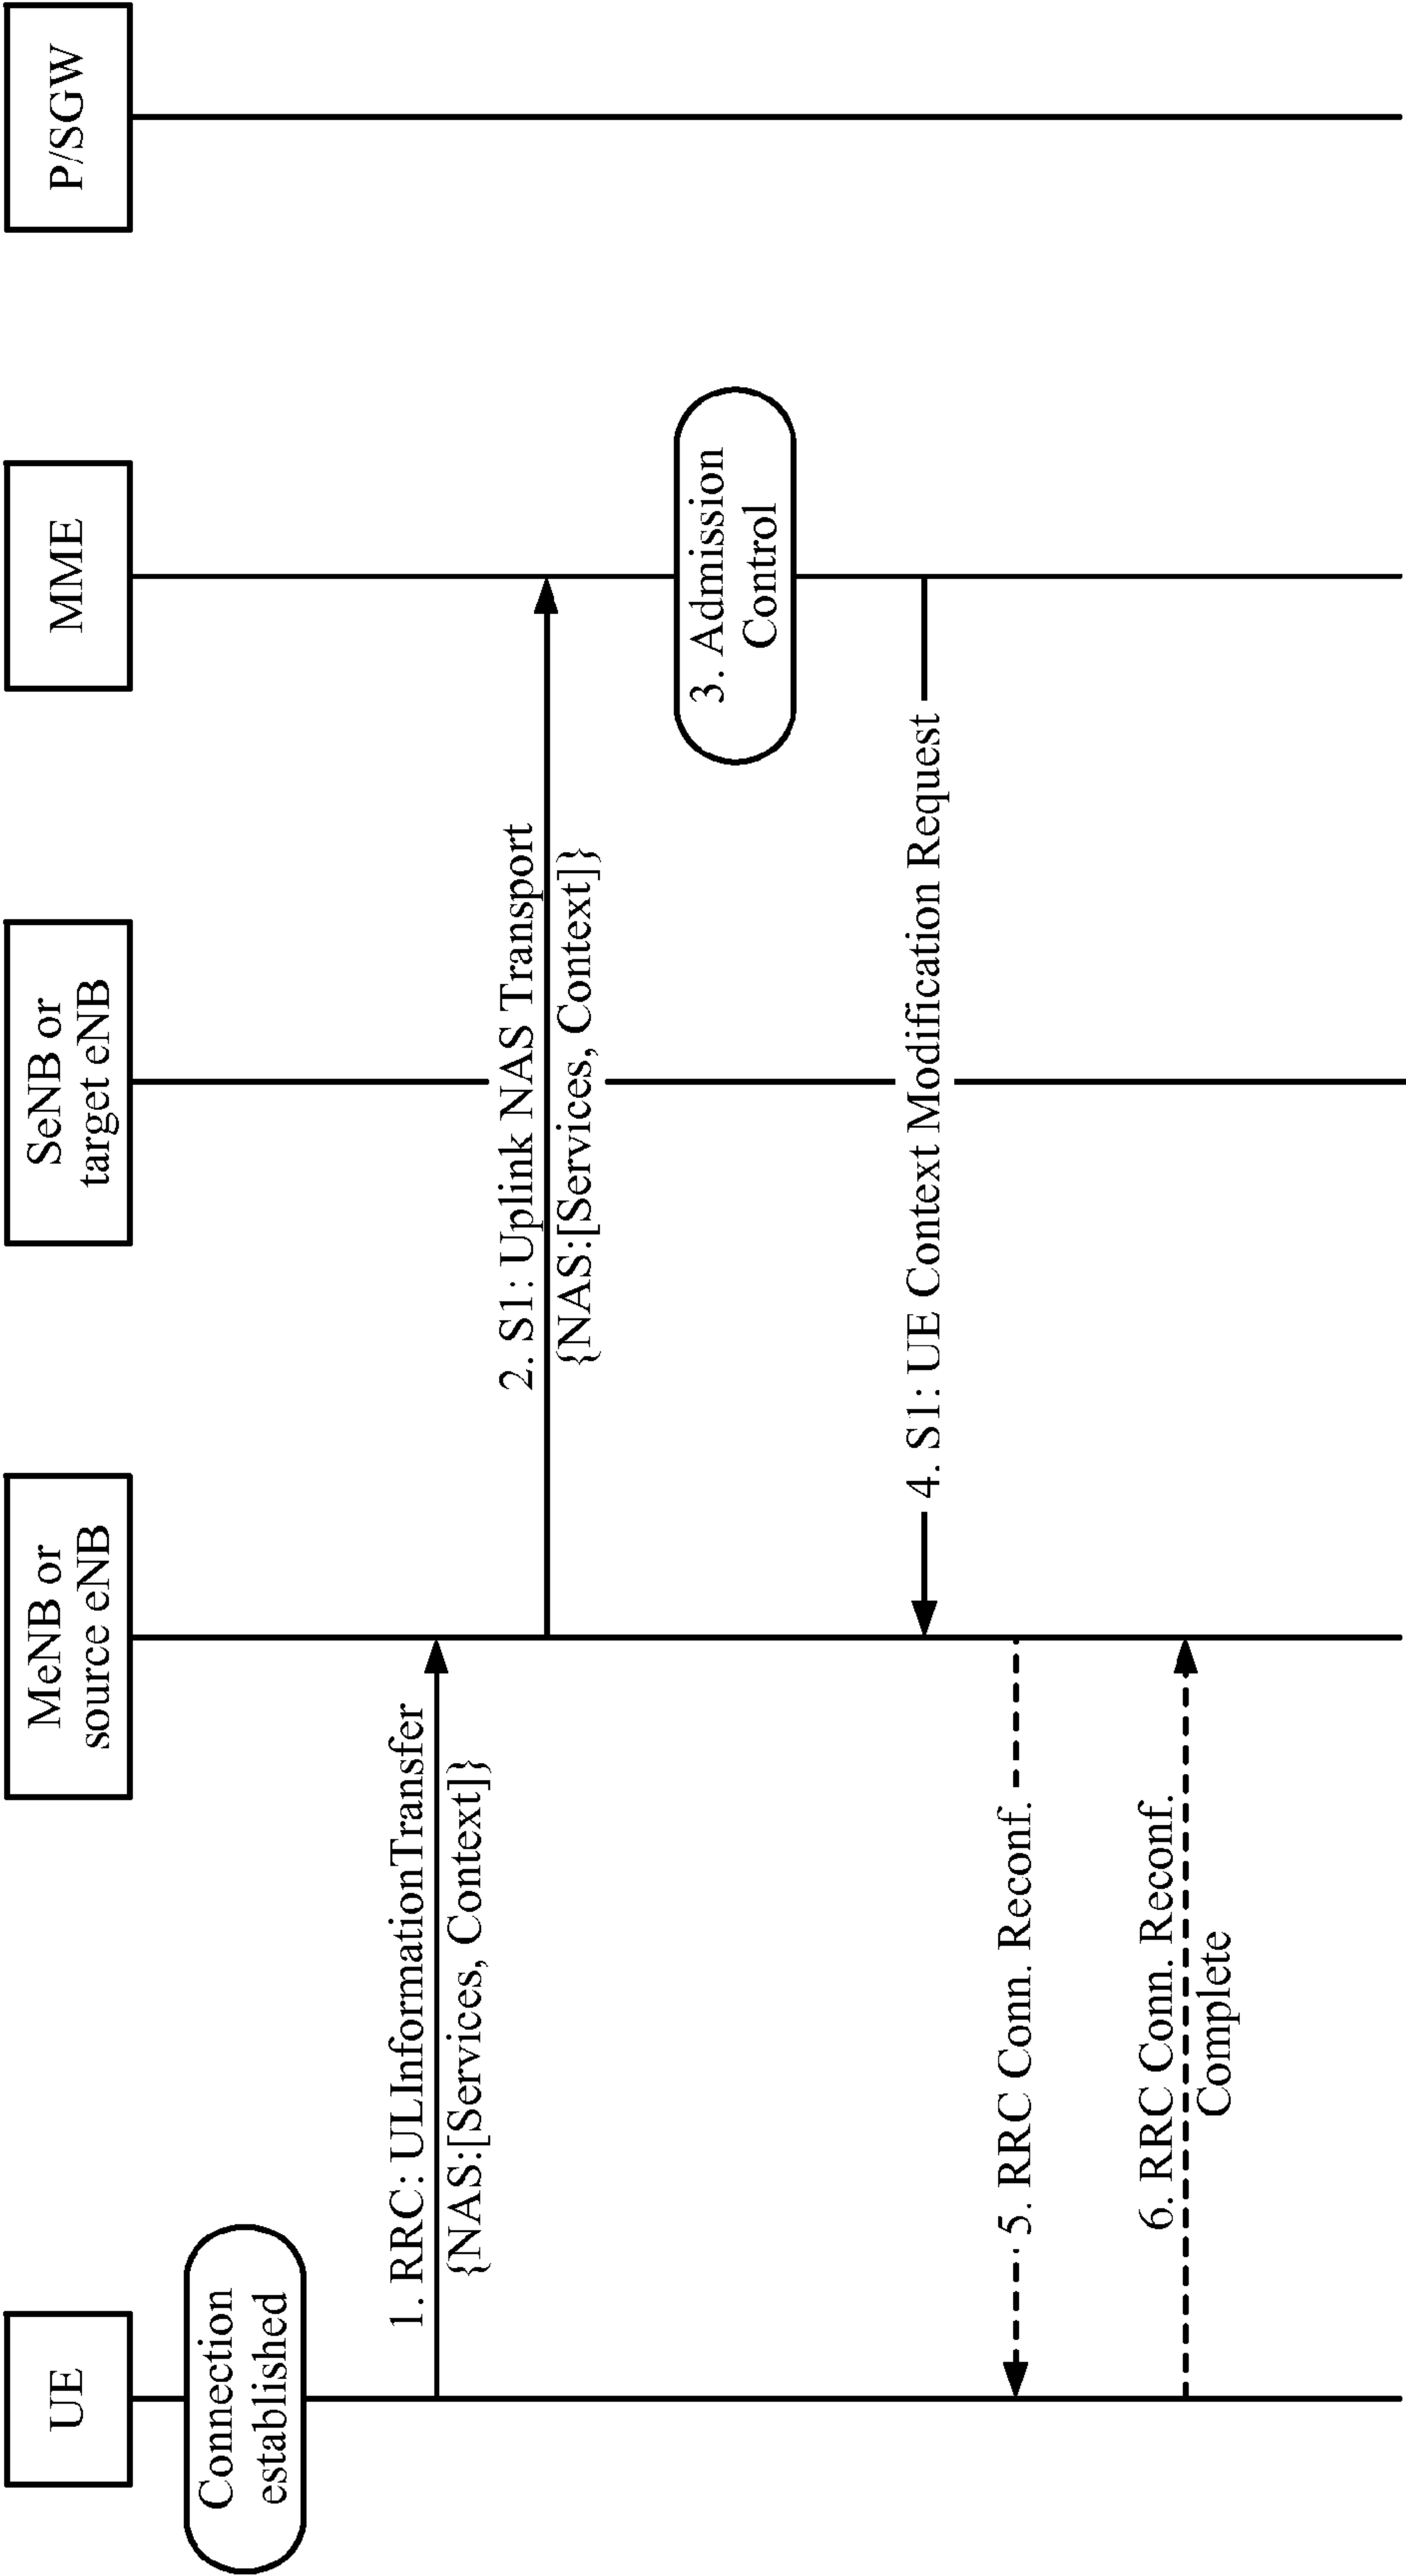 UE
MeNB or
source eNB
SeNB or
target eNB
MME
P/SGW
Connection
established
1. RRC: ULInformationTransfer
{NAS:[Services, Context]}
2. S1: Uplink NAS Transport
{NAS:[Services, Context]}
3. Admission
Control
4. S1: UE Context Modification Request
5. RRC Conn. Reconf.
6. RRC Conn. Reconf.
Complete